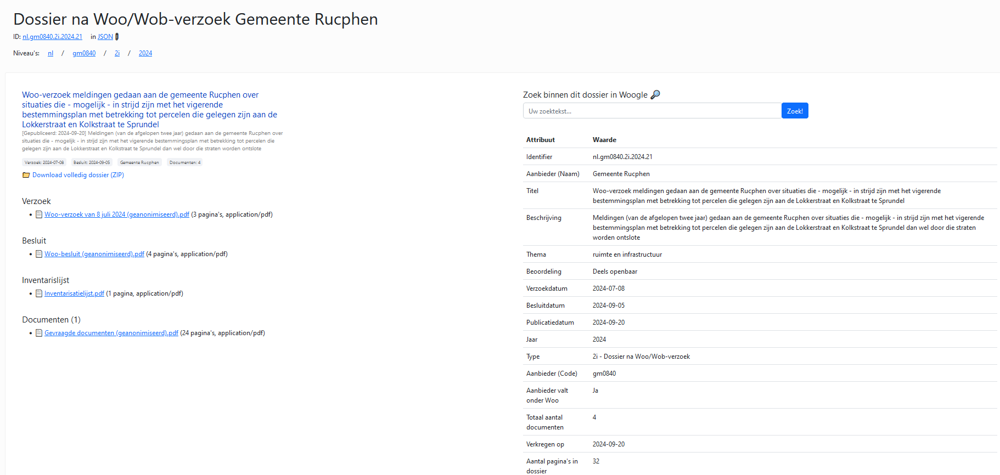 Dossier na Woo/Wob-verzoek Gemeente Rucphen
ID: nl.gm0840.2i.2024.21 in JSON
Niveau's: nl / gm0840 / 2i / 2024
Woo-verzoek meldingen gedaan aan de gemeente Rucphen over
situaties die - mogelijk - in strijd zijn met het vigerende
bestemmingsplan met betrekking tot percelen die gelegen zijn aan de
Lokkerstraat en Kolkstraat te Sprundel
[Gepubliceerd: 2024-09-20] Meldingen (van de afgelopen twee jaar) gedaan aan de gemeente Rucphen over
situaties die - mogelijk - in strijd zijn met het vigerende bestemmingsplan met betrekking tot percelen die
gelegen zijn aan de Lokkerstraat en Kolkstraat te Sprundel dan wel door die straten worden ontslote
Verzoek: 2024-07-08 Besluit: 2024-09-05 Gemeente Rucphen Documenten: 4
Download volledig dossier (ZIP)
Verzoek
• Woo-verzoek van 8 juli 2024 (geanonimiseerd).pdf (3 pagina's, application/pdf)
Besluit
• Woo-besluit (geanonimiseerd).pdf (4 pagina's, application/pdf)
Inventarislijst
• Inventarisatielijst.pdf (1 pagina, application/pdf)
Documenten (1)
• Gevraagde documenten (geanonimiseerd).pdf (24 pagina's, application/pdf)
Zoek binnen dit dossier in Woogle
Uw zoektekst... Zoek!
Attribuut Waarde
Identifier nl.gm0840.2i.2024.21
Aanbieder (Naam) Gemeente Rucphen
Titel Woo-verzoek meldingen gedaan aan de gemeente Rucphen over situaties die - mogelijk - in strijd zijn met het vigerende
bestemmingsplan met betrekking tot percelen die gelegen zijn aan de Lokkerstraat en Kolkstraat te Sprundel
Beschrijving Meldingen (van de afgelopen twee jaar) gedaan aan de gemeente Rucphen over situaties die - mogelijk - in strijd zijn met het vigerende
bestemmingsplan met betrekking tot percelen die gelegen zijn aan de Lokkerstraat en Kolkstraat te Sprundel dan wel door die straten
worden ontslote
Thema ruimte en infrastructuur
Beoordeling Deels openbaar
Verzoekdatum 2024-07-08
Besluitdatum 2024-09-05
Publicatiedatum 2024-09-20
Jaar 2024
Type 2i - Dossier na Woo/Wob-verzoek
Aanbieder (Code) gm0840
Aanbieder valt Ja
onder Woo
Totaal aantal 4
documenten
Verkregen op 2024-09-20
Aantal pagina's in 32
dossier